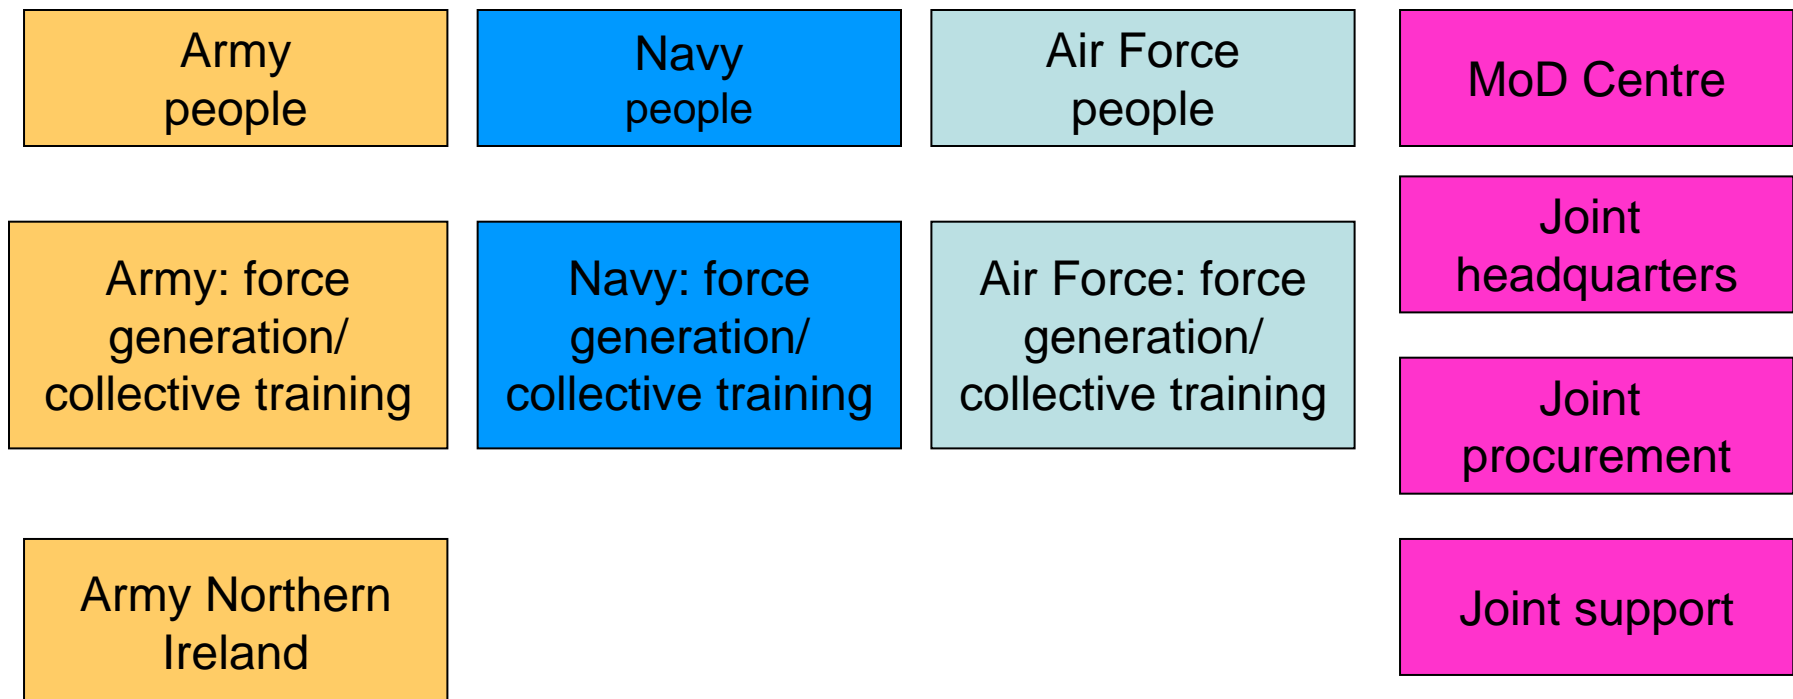 Army
people
Navy
people
Air Force
people
MoD Centre
Joint
headquarters
Army: force
generation/
collective training
Navy: force
generation/
collective training
Air Force: force
generation/
collective training
Joint
procurement
Army Northern
Ireland
Joint support